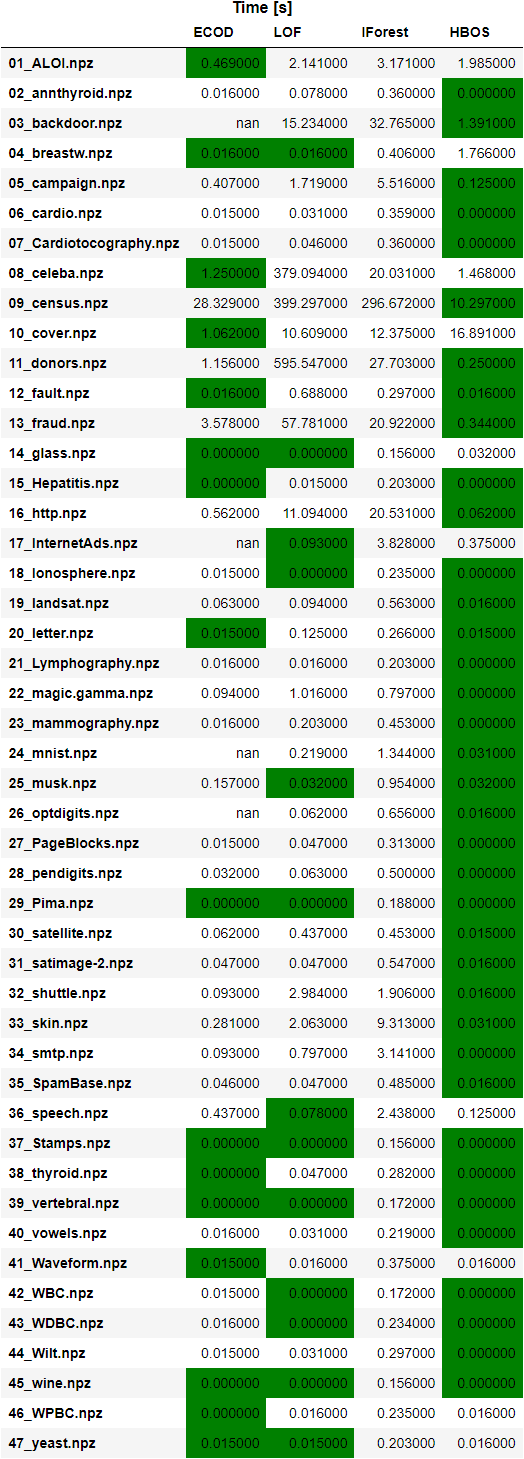 Time [s]
ECOD LOF IForest HBOS
01_ALOI.npz 0.469000 2.141000 3.171000 1.985000
02_annthyroid.npz 0.016000 0.078000 0.360000 0.000000
03_backdoor.npz nan 15.234000 32.765000 1.391000
04_breastw.npz 0.016000 0.016000 0.406000 1.766000
05_campaign.npz 0.407000 1.719000 5.516000 0.125000
06_cardio.npz 0.015000 0.031000 0.359000 0.000000
07_Cardiotocography.npz 0.015000 0.046000 0.360000 0.000000
08_celeba.npz 1.250000 379.094000 20.031000 1.468000
09_census.npz 28.329000 399.297000 296.672000 10.297000
10_cover.npz 1.062000 10.609000 12.375000 16.891000
11_donors.npz 1.156000 595.547000 27.703000 0.250000
12_fault.npz 0.016000 0.688000 0.297000 0.016000
13_fraud.npz 3.578000 57.781000 20.922000 0.344000
14_glass.npz 0.000000 0.000000 0.156000 0.032000
15_Hepatitis.npz 0.000000 0.015000 0.203000 0.000000
16_http.npz 0.562000 11.094000 20.531000 0.062000
17_InternetAds.npz nan 0.093000 3.828000 0.375000
18_Ionosphere.npz 0.015000 0.000000 0.235000 0.000000
19_landsat.npz 0.063000 0.094000 0.563000 0.016000
20_letter.npz 0.015000 0.125000 0.266000 0.015000
21_Lymphography.npz 0.016000 0.016000 0.203000 0.000000
22_magic.gamma.npz 0.094000 1.016000 0.797000 0.000000
23_mammography.npz 0.016000 0.203000 0.453000 0.000000
24_mnist.npz nan 0.219000 1.344000 0.031000
25_musk.npz 0.157000 0.032000 0.954000 0.032000
26_optdigits.npz nan 0.062000 0.656000 0.016000
27_PageBlocks.npz 0.015000 0.047000 0.313000 0.000000
28_pendigits.npz 0.032000 0.063000 0.500000 0.000000
29_Pima.npz 0.000000 0.000000 0.188000 0.000000
30_satellite.npz 0.062000 0.437000 0.453000 0.015000
31_satimage-2.npz 0.047000 0.047000 0.547000 0.016000
32_shuttle.npz 0.093000 2.984000 1.906000 0.016000
33_skin.npz 0.281000 2.063000 9.313000 0.031000
34_smtp.npz 0.093000 0.797000 3.141000 0.000000
35_SpamBase.npz 0.046000 0.047000 0.485000 0.016000
36_speech.npz 0.437000 0.078000 2.438000 0.125000
37_Stamps.npz 0.000000 0.000000 0.156000 0.000000
38_thyroid.npz 0.000000 0.047000 0.282000 0.000000
39_vertebral.npz 0.000000 0.000000 0.172000 0.000000
40_vowels.npz 0.016000 0.031000 0.219000 0.000000
41_Waveform.npz 0.015000 0.016000 0.375000 0.016000
42_WBC.npz 0.015000 0.000000 0.172000 0.000000
43_WDBC.npz 0.016000 0.000000 0.234000 0.000000
44_Wilt.npz 0.015000 0.031000 0.297000 0.000000
45_wine.npz 0.000000 0.000000 0.156000 0.000000
46_WPBC.npz 0.000000 0.016000 0.235000 0.016000
47_yeast.npz 0.015000 0.015000 0.203000 0.016000